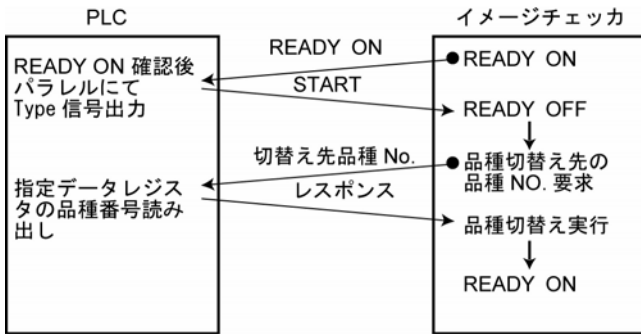 PLC
イメージチェッカ
READY ON
READY ON 確認後
パラレルにて
Type 信号出力
START
切替え先品種 No.
レスポンス
指定データレジス
タの品種番号読み
出し
READY ON
READY OFF
品種切替え先の
品種 NO. 要求
品種切替え実行
READY ON